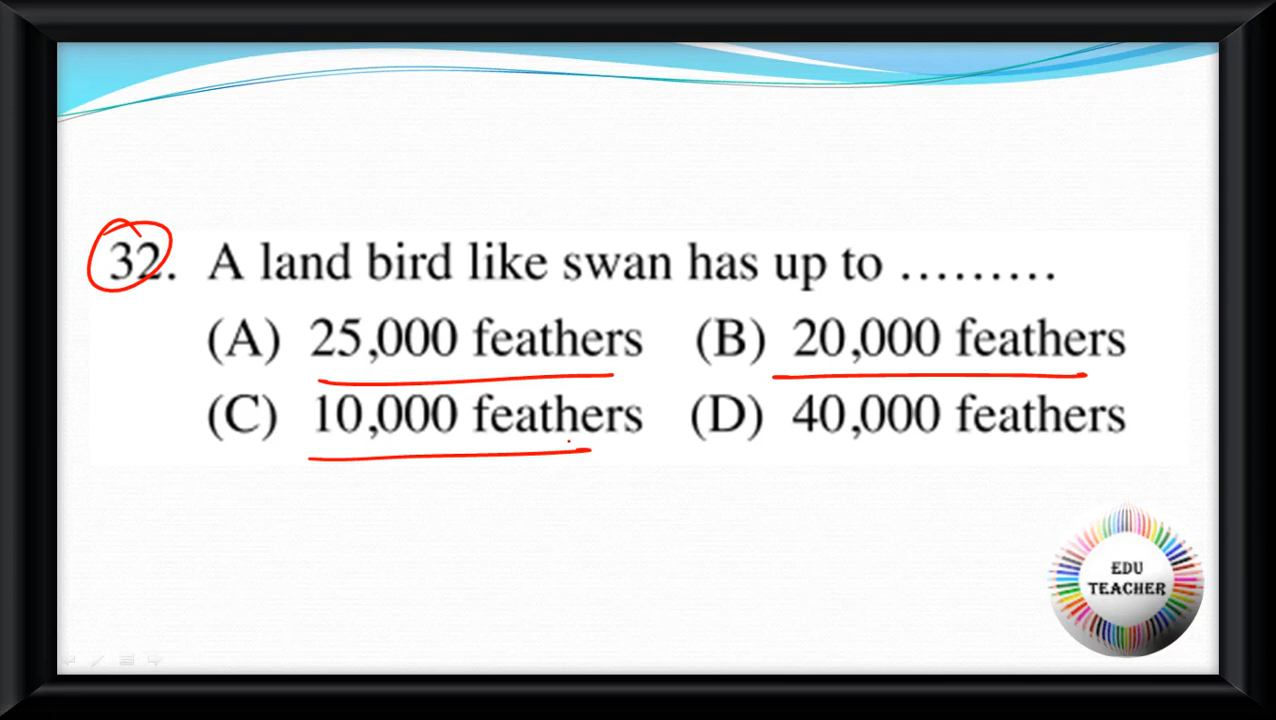 32. A land bird like swan has up to .........
(A) 25,000 feathers (B) 20,000 feathers
(C) 10,000 feathers (D) 40,000 feathers
EDU
TEACHER